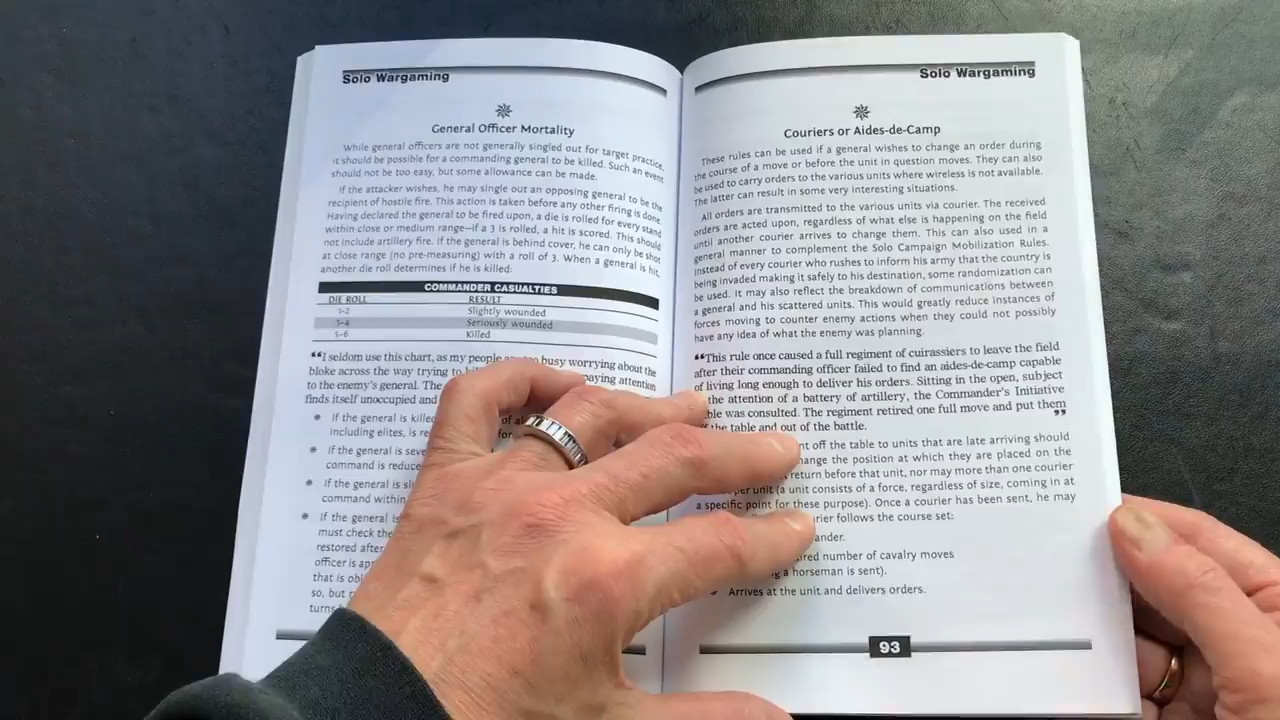 Solo Wargaming
General Officer Mortality
While general officers are not generally singled out for target practice,
it should be possible for a commanding general to be killed. Such an event
should not be too easy, but some allowance can be made.
If the attacker wishes, he may single out an opposing general to be the
recipient of hostile fire. This action is taken before any other firing is done.
Having declared the general to be fired upon, a die is rolled for every stand
within close or medium range—if a 3 is rolled, a hit is scored. This should
not include artillery fire. If the general is behind cover, he can only be shot
at close range (no pre-measuring) with a roll of 3. When a general is hit,
another die roll determines if he is killed:
COMMANDER CASUALTIES
DIE ROLL RESULT
1-2 Slightly wounded
3-4 Seriously wounded
5-6 Killed
“I seldom use this chart, as my people too busy worrying about the
bloke across the way trying to paying attention
to the enemy's general. The
finds itself unoccupied and
If the general is kille of al
including elites, is re for
If the general is seve
command is reduce
If the general is sli
command within
If the general is
must check the
restored after
officer is ap
that is obl
so, but
turns
Solo Wargaming
Couriers or Aides-de-Camp
These rules can be used if a general wishes to change an order during
the course of a move or before the unit in question moves. They can also
be used to carry orders to the various units where wireless is not available.
The latter can result in some very interesting situations.
All orders are transmitted to the various units via courier. The received
orders are acted upon, regardless of what else is happening on the field
until another courier arrives to change them. This can also used in a
general manner to complement the Solo Campaign Mobilization Rules.
Instead of every courier who rushes to inform his army that the country is
being invaded making it safely to his destination, some randomization can
be used. It may also reflect the breakdown of communications between
a general and his scattered units. This would greatly reduce instances of
forces moving to counter enemy actions when they could not possibly
have any idea of what the enemy was planning.
“This rule once caused a full regiment of cuirassiers to leave the field
after their commanding officer failed to find an aides-de-camp capable
of living long enough to deliver his orders. Sitting in the open, subject
the attention of a battery of artillery, the Commander's Initiative
ble was consulted. The regiment retired one full move and put them
the table and out of the battle. ”
nt off the table to units that are late arriving should
hange the position at which they are placed on the
return before that unit, nor may more than one courier
per unit (a unit consists of a force, regardless of size, coming in at
a specific point for these purpose). Once a courier has been sent, he may
urier follows the course set:
ander.
ired number of cavalry moves
g a horseman is sent).
Arrives at the unit and delivers orders.
93